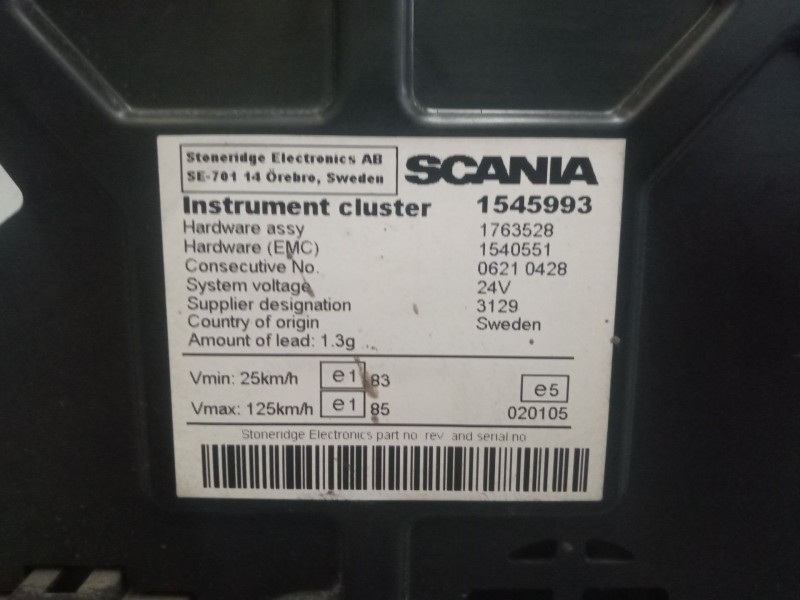 Stoneridge Electronics AB
SE-701 14 Örebro, Sweden
SCANIA
Instrument cluster 1545993
Hardware assy 1763528
Hardware (EMC) 1540551
Consecutive No. 0621 0428
System voltage 24V
Supplier designation 3129
Country of origin Sweden
Amount of lead: 1.3g
Vmin: 25km/h e1 83
e5
Vmax: 125km/h e1 85 020105
Stoneridge Electronics part no rev and serial no